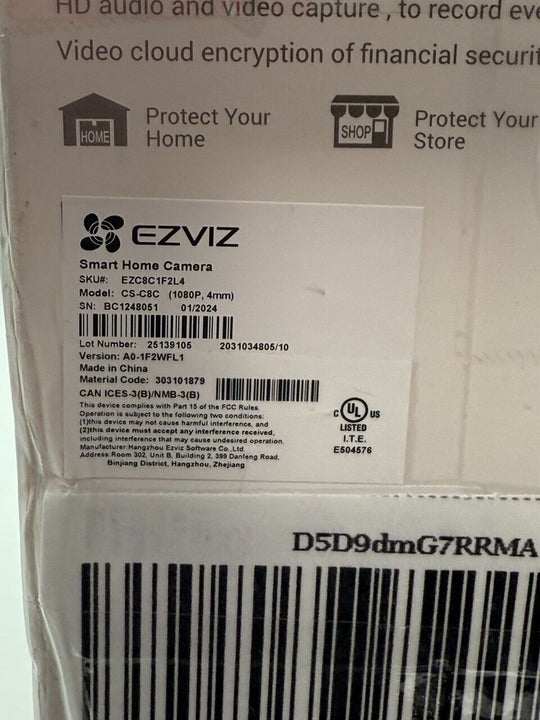 HD audio and video capture , to record eve
Video cloud encryption of financial securit
HOME
Protect Your
Home
SHOP
Protect Your
Store
EZVIZ
Smart Home Camera
SKU#: EZC8C1F2L4
Model: CS-C8C (1080P, 4mm)
SN: BC1248051 01/2024
Lot Number: 25139105 2031034805/10
Version: A0-1F2WFL1
Made in China
Material Code: 303101879
CAN ICES-3(B)/NMB-3(B)
This device complies with Part 15 of the FCC Rules.
Operation is subject to the following two conditions:
(1)this device may not cause harmful interference, and
(2)this device must accept any interference received,
including interference that may cause undesired operation.
Manufacturer:Hangzhou Ezviz Software Co.,Ltd.
Address:Room 302, Unit B, Building 2, 399 Danfeng Road,
Binjiang District, Hangzhou, Zhejiang
C UL US
LISTED
I.T.E.
E504576
D5D9dmG7RRMA